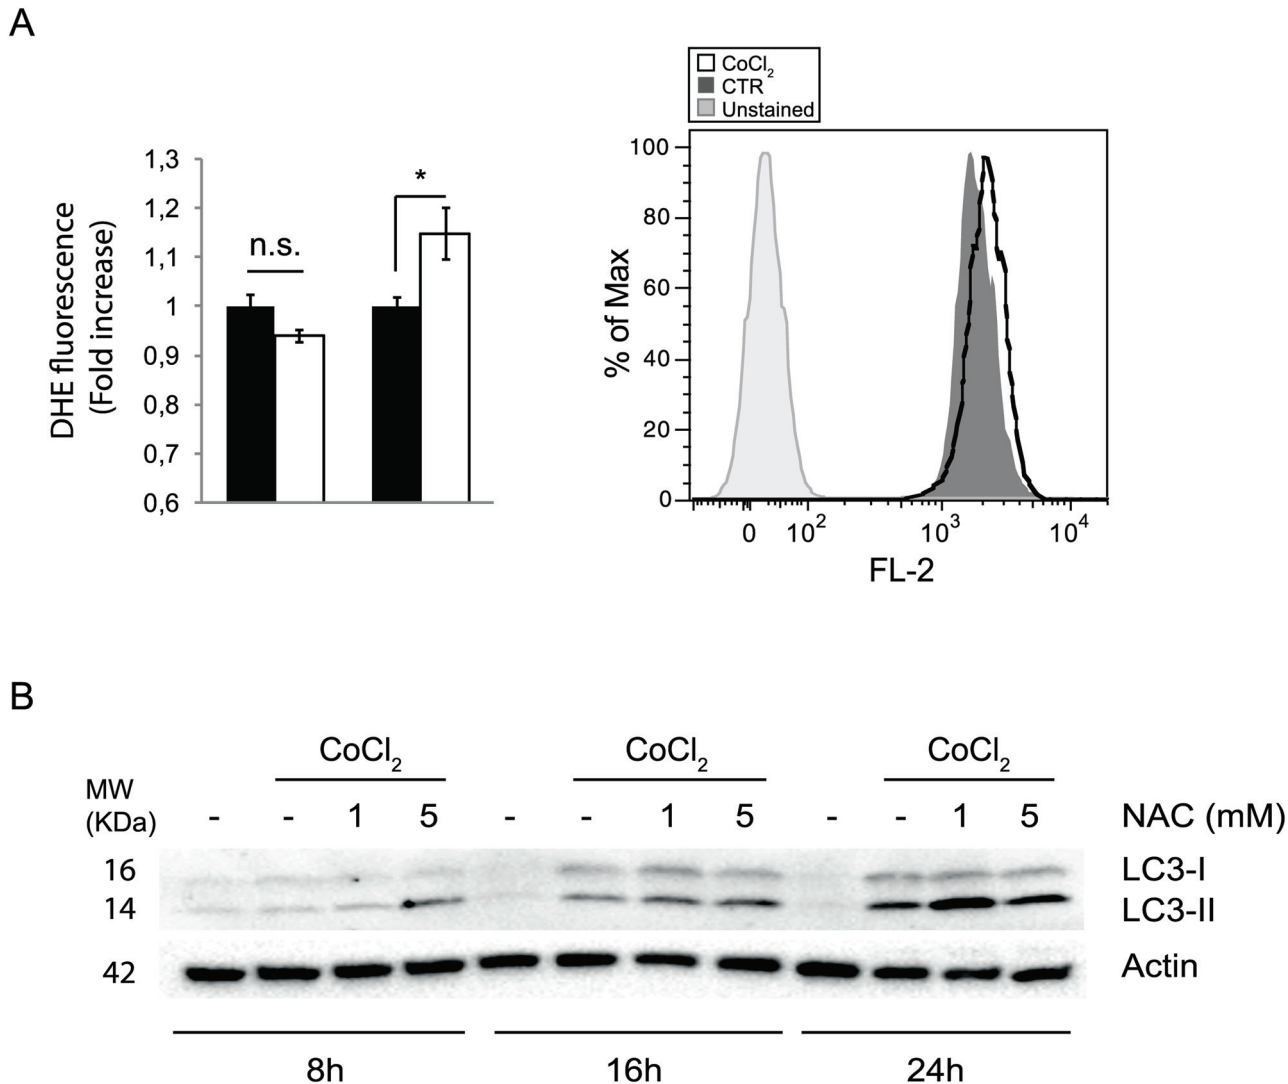 A
CoCl2
CTR
Unstained
DHE fluorescence
(Fold increase)
1,3
1,2
1,1
1
0,9
0,8
0,7
0,6
n.s.
*
% of Max
100
80
60
40
20
0
0 10^2 10^3 10^4
FL-2
B
CoCl2 CoCl2 CoCl2
MW
(KDa)
- - 1 5 - - 1 5 - - 1 5 NAC (mM)
16 LC3-I
14 LC3-II
42 Actin
8h 16h 24h